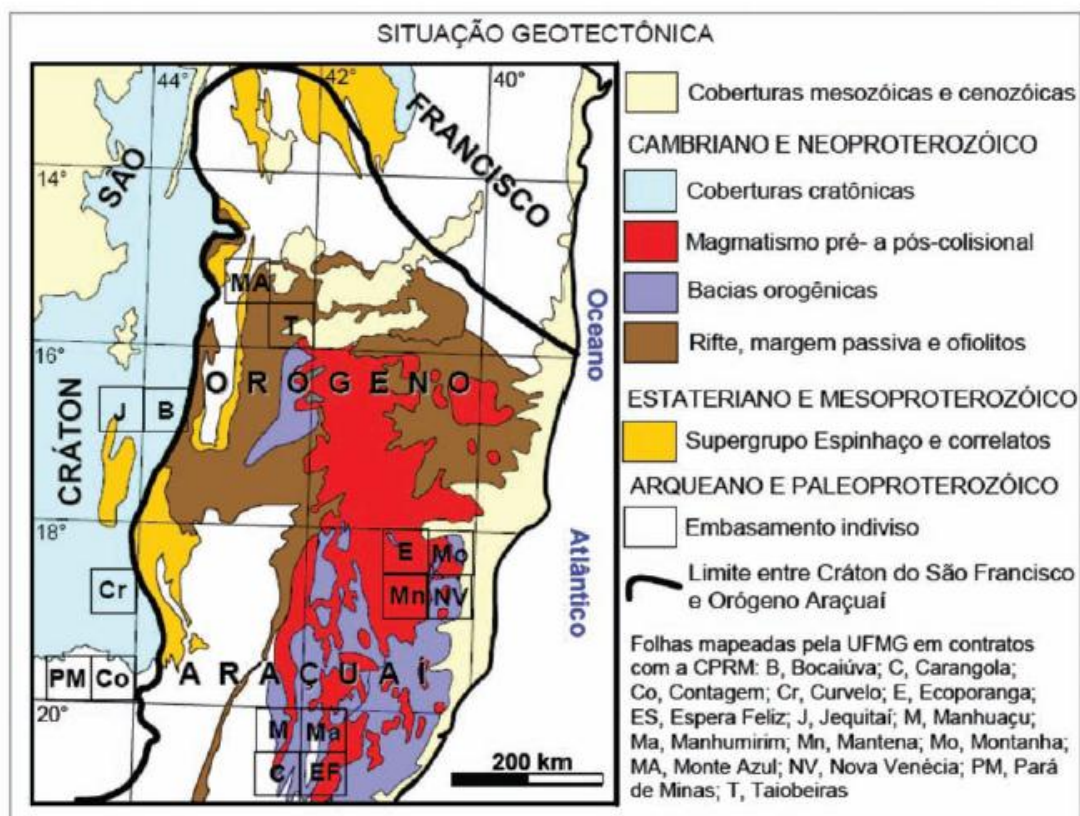 SITUAÇÃO GEOTECTÔNICA
44°
42°
40°
14°
16°
18°
20°
SÃO
FRANCISCO
CRÁTON
ORÓGENO
ARAÇUAÍ
Oceano
Atlântico
MA
T
J
B
E
Mo
Mn
NV
Cr
PM
Co
M
Ma
C
EF
200 km
Coberturas mesozóicas e cenozóicas
CAMBRIANO E NEOPROTEROZÓICO
Coberturas cratônicas
Magmatismo pré- a pós-colisional
Bacias orogênicas
Rifte, margem passiva e ofiolitos
ESTATERIANO E MESOPROTEROZÓICO
Supergrupo Espinhaço e correlatos
ARQUEANO E PALEOPROTEROZÓICO
Embasamento indiviso
Limite entre Cráton do São Francisco
e Orógeno Araçuaí
Folhas mapeadas pela UFMG em contratos
com a CPRM: B, Bocaiúva; C, Carangola;
Co, Contagem; Cr, Curvelo; E, Ecoporanga;
ES, Espera Feliz; J, Jequitaí; M, Manhuaçu;
Ma, Manhumirim; Mn, Mantena; Mo, Montanha;
MA, Monte Azul; NV, Nova Venécia; PM, Pará
de Minas; T, Taiobeiras